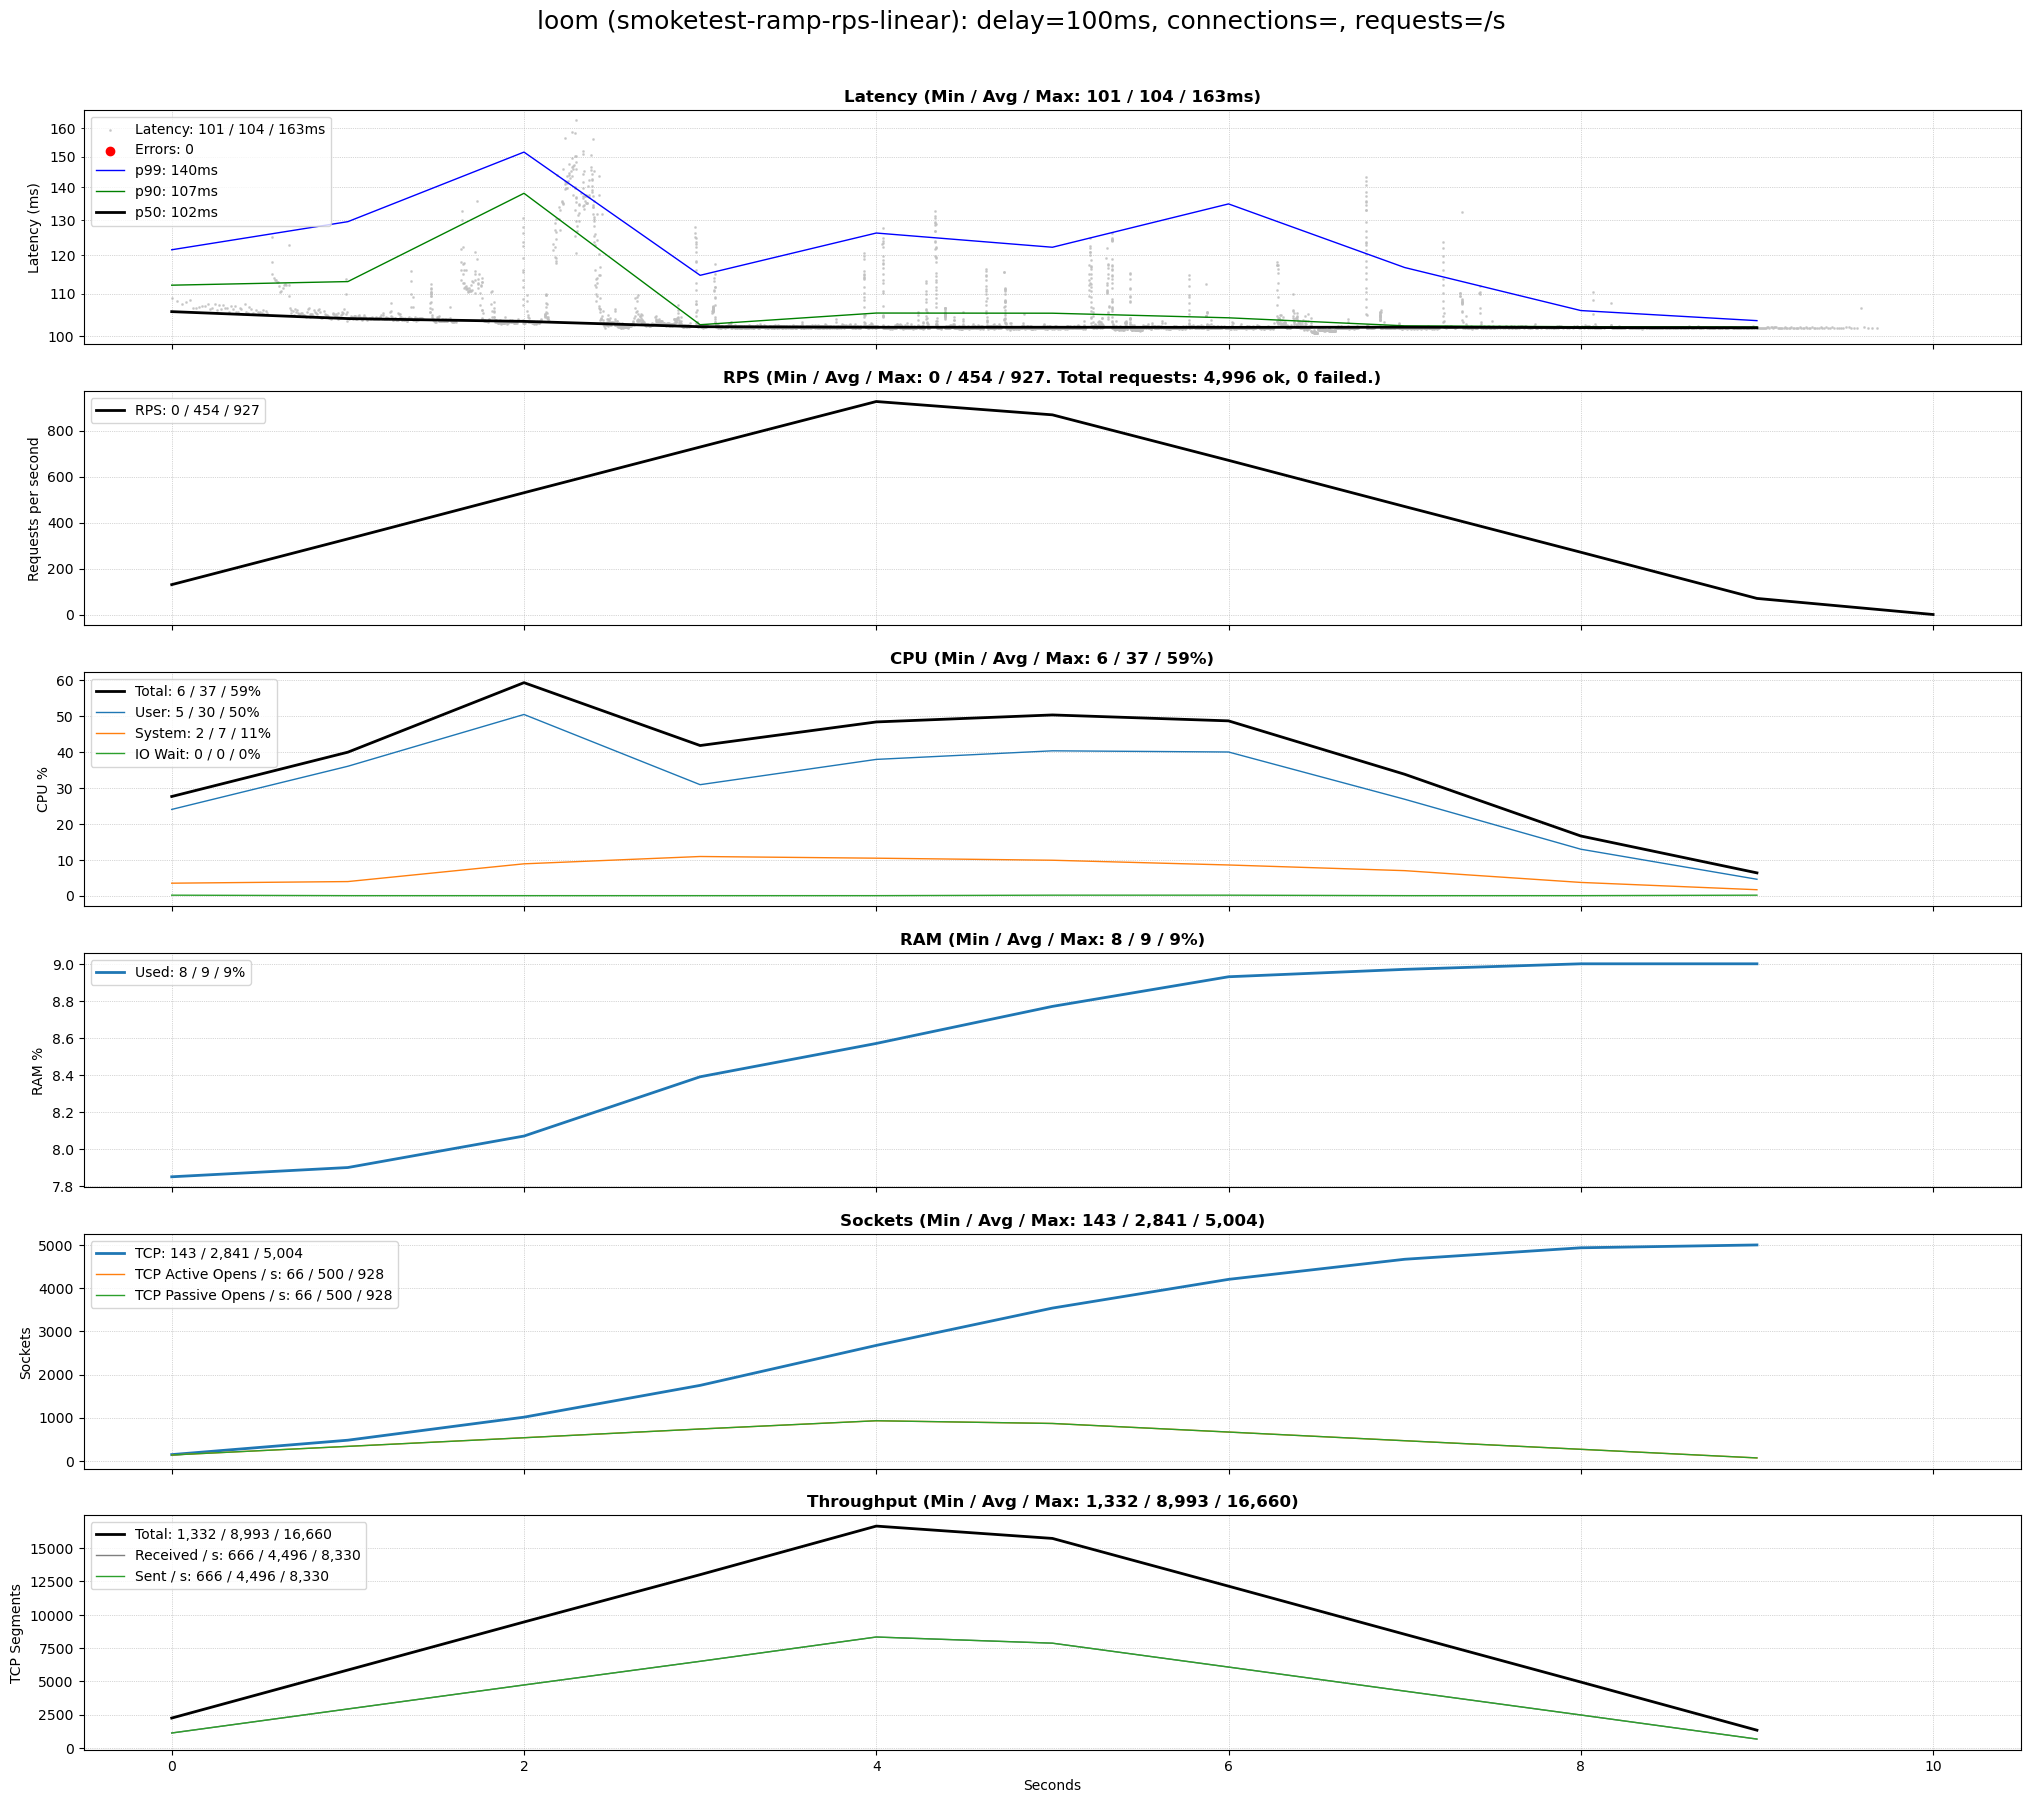 loom (smoketest-ramp-rps-linear): delay=100ms, connections=, requests=/s
Latency (Min / Avg / Max: 101 / 104 / 163ms)
Latency (ms)
160
150
140
130
120
110
100
Latency: 101 / 104 / 163ms
Errors: 0
p99: 140ms
p90: 107ms
p50: 102ms
RPS (Min / Avg / Max: 0 / 454 / 927. Total requests: 4,996 ok, 0 failed.)
Requests per second
800
600
400
200
0
RPS: 0 / 454 / 927
CPU (Min / Avg / Max: 6 / 37 / 59%)
CPU %
60
50
40
30
20
10
0
Total: 6 / 37 / 59%
User: 5 / 30 / 50%
System: 2 / 7 / 11%
IO Wait: 0 / 0 / 0%
RAM (Min / Avg / Max: 8 / 9 / 9%)
RAM %
9.0
8.8
8.6
8.4
8.2
8.0
7.8
Used: 8 / 9 / 9%
Sockets (Min / Avg / Max: 143 / 2,841 / 5,004)
Sockets
5000
4000
3000
2000
1000
0
TCP: 143 / 2,841 / 5,004
TCP Active Opens / s: 66 / 500 / 928
TCP Passive Opens / s: 66 / 500 / 928
Throughput (Min / Avg / Max: 1,332 / 8,993 / 16,660)
TCP Segments
15000
12500
10000
7500
5000
2500
0
Total: 1,332 / 8,993 / 16,660
Received / s: 666 / 4,496 / 8,330
Sent / s: 666 / 4,496 / 8,330
0 2 4 6 8 10
Seconds